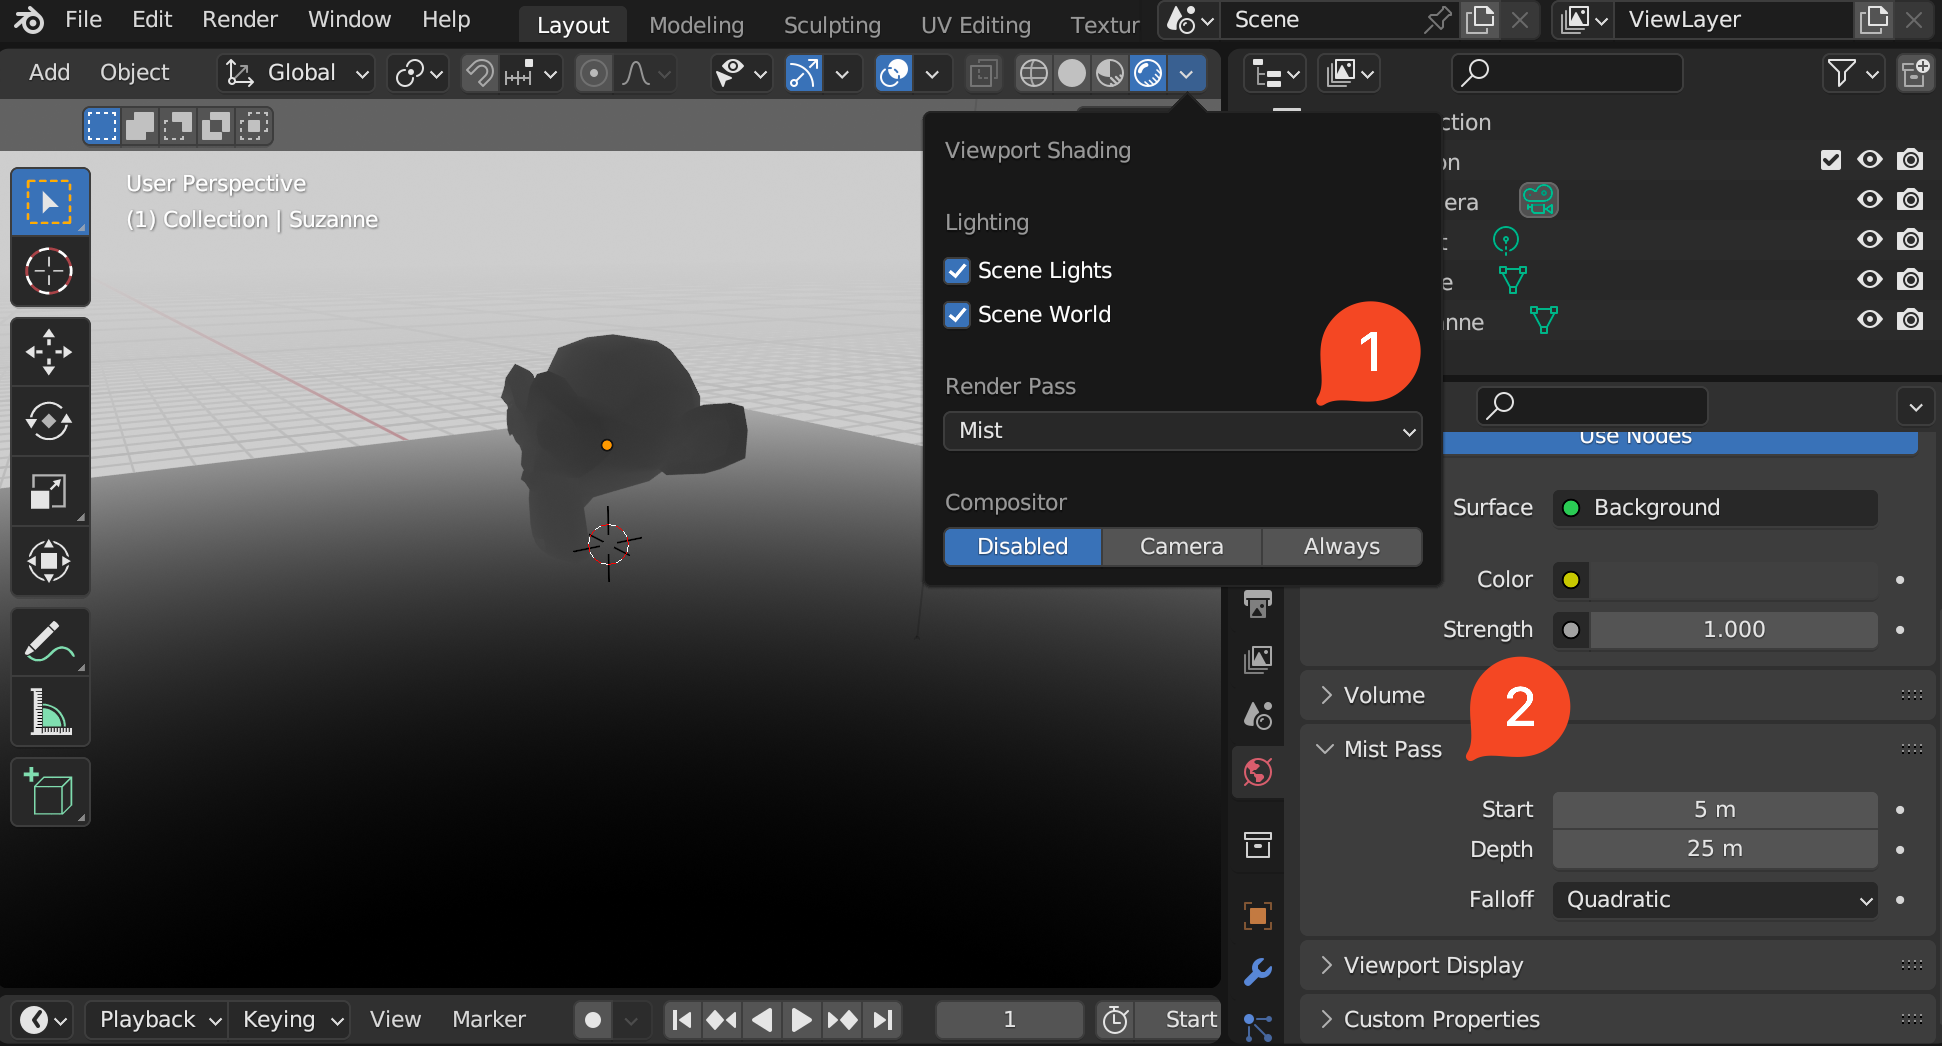 File Edit Render Window Help Layout Modeling Sculpting UV Editing Textur Scene ViewLayer
Add Object Global
User Perspective
(1) Collection | Suzanne
Viewport Shading
Lighting
Scene Lights
Scene World
Render Pass
Mist
Compositor
Disabled Camera Always
1
ction
on
era
t
e
nne
Use Nodes
Surface Background
Color
Strength 1.000
Volume
2
Mist Pass
Start 5 m
Depth 25 m
Falloff Quadratic
Viewport Display
Custom Properties
Playback Keying View Marker 1 Start